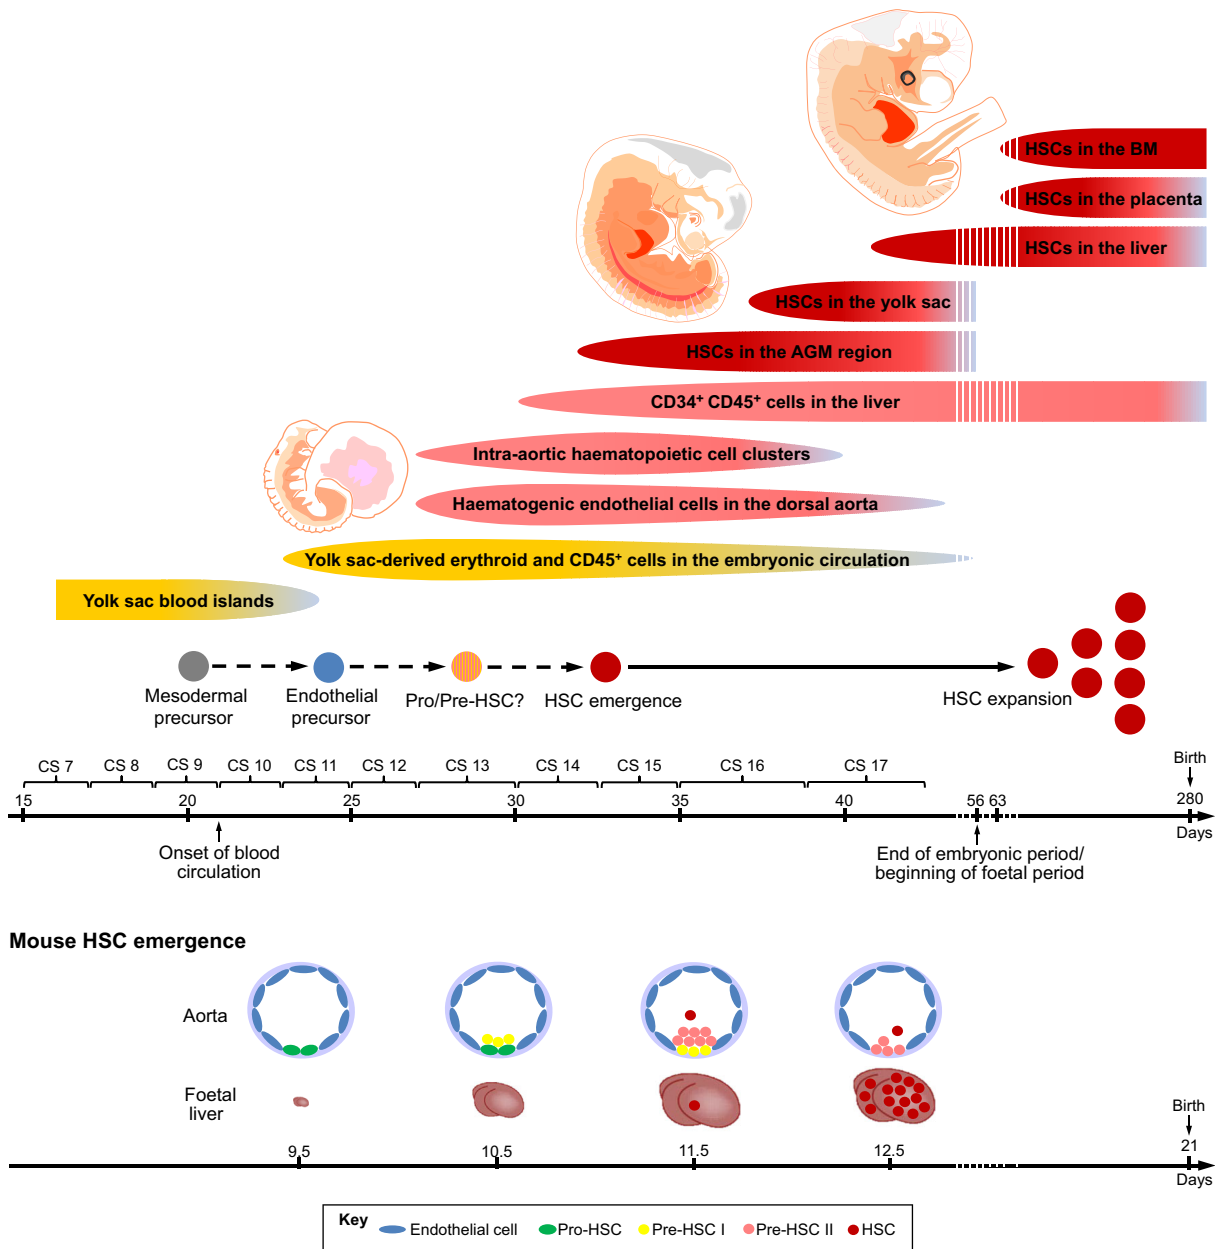 HSCs in the BM
HSCs in the placenta
HSCs in the liver
HSCs in the yolk sac
HSCs in the AGM region
CD34⁺ CD45⁺ cells in the liver
Intra-aortic haematopoietic cell clusters
Haematogenic endothelial cells in the dorsal aorta
Yolk sac-derived erythroid and CD45⁺ cells in the embryonic circulation
Yolk sac blood islands
Mesodermal
precursor
Endothelial
precursor
Pro/Pre-HSC?
HSC emergence
HSC expansion
CS 7 CS 8 CS 9 CS 10 CS 11 CS 12 CS 13 CS 14 CS 15 CS 16 CS 17
Birth
15 20 25 30 35 40 56 63 280
Days
Onset of blood
circulation
End of embryonic period/
beginning of foetal period
Mouse HSC emergence
Aorta
Foetal
liver
Birth
9.5 10.5 11.5 12.5 21
Days
Key Endothelial cell Pro-HSC Pre-HSC I Pre-HSC II HSC